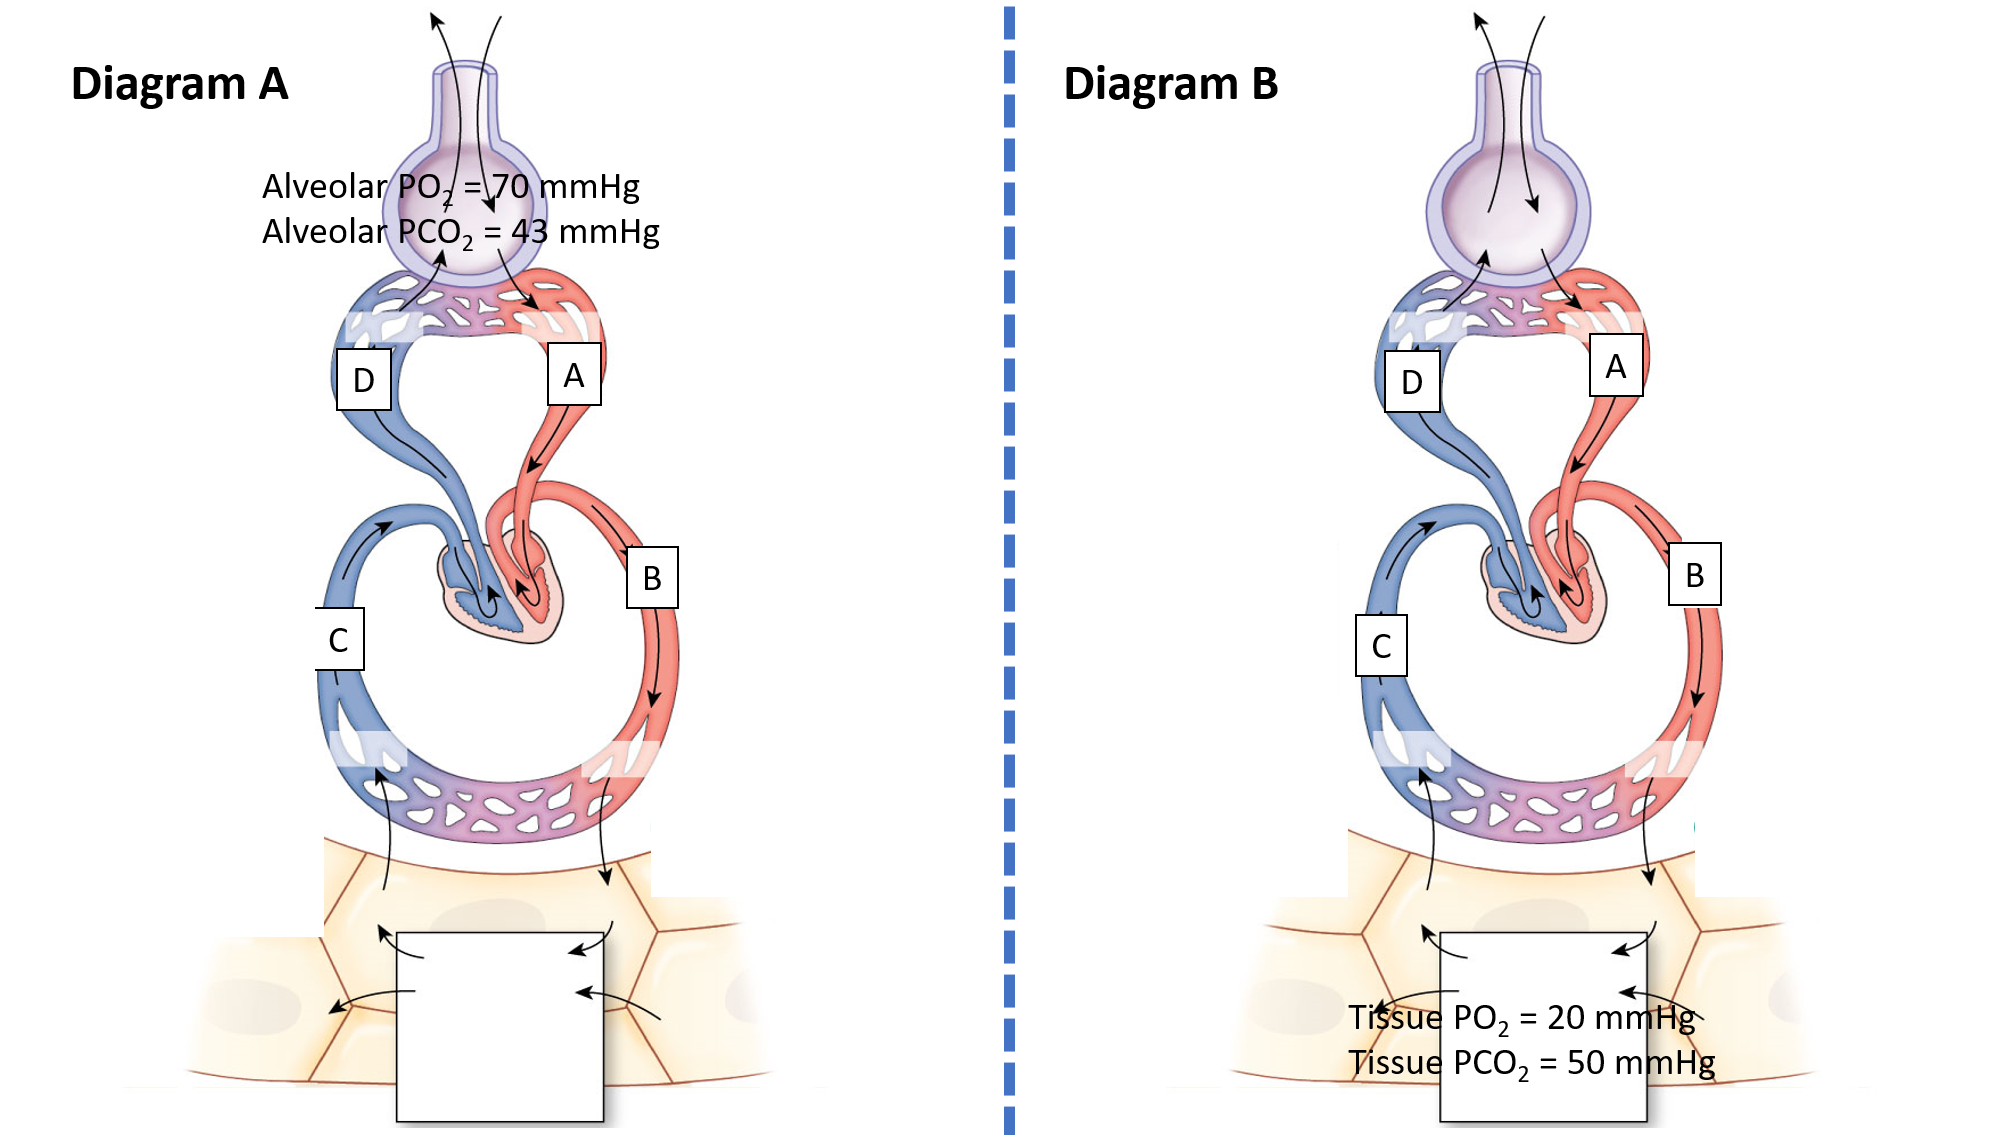 Diagram A
Alveolar PO₂ = 70 mmHg
Alveolar PCO₂ = 43 mmHg
D
A
B
C
Diagram B
D
A
B
C
Tissue PO₂ = 20 mmHg
Tissue PCO₂ = 50 mmHg